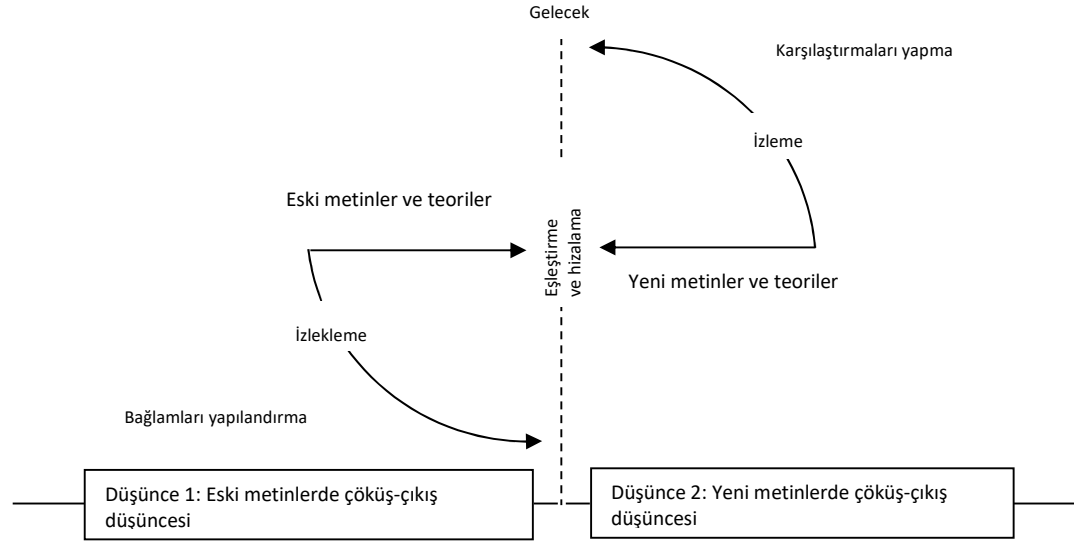 Gelecek
Karşılaştırmaları yapma
İzleme
Eski metinler ve teoriler
Eşleştirme
ve hizalama
Yeni metinler ve teoriler
İzlekleme
Bağlamları yapılandırma
Düşünce 1: Eski metinlerde çöküş-çıkış
düşüncesi
Düşünce 2: Yeni metinlerde çöküş-çıkış
düşüncesi